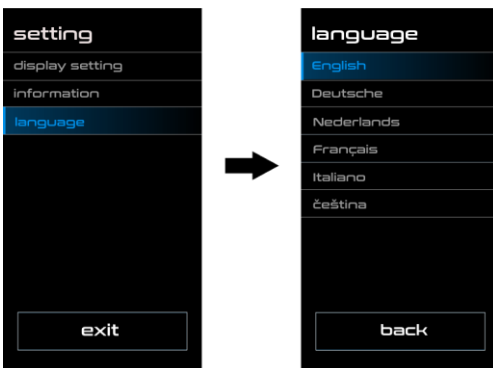 setting
display setting
information
language
exit
language
English
Deutsche
Nederlands
Français
Italiano
čeština
back